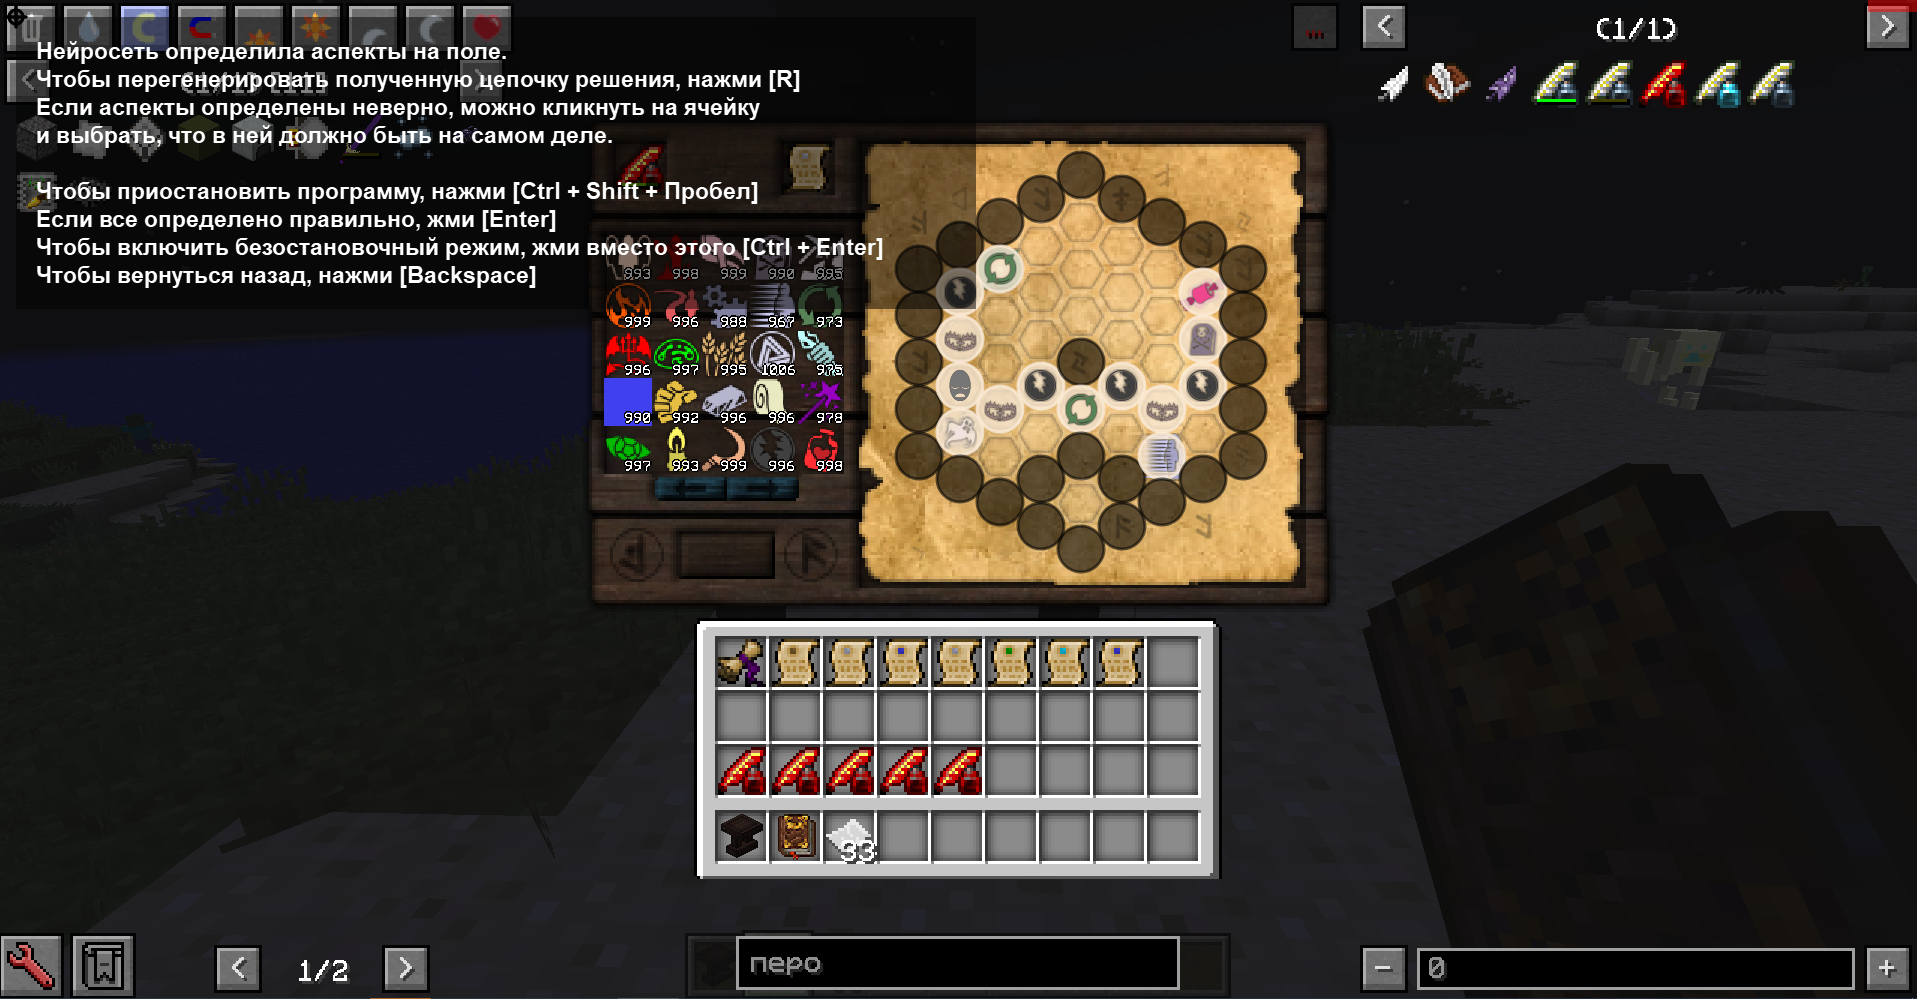 Нейросеть определила аспекты на поле.
Чтобы перегенерировать полученную цепочку решения, нажми [R]
Если аспекты определены неверно, можно кликнуть на ячейку
и выбрать, что в ней должно быть на самом деле.
Чтобы приостановить программу, нажми [Ctrl + Shift + Пробел]
Если все определено правильно, жми [Enter]
Чтобы включить безостановочный режим, жми вместо этого [Ctrl + Enter]
Чтобы вернуться назад, нажми [Backspace]
(1/1)
993 998 999 990 995
999 996 988 967 973
996 997 995 1006 975
990 992 996 996 978
997 993 999 996 998
33
1/2
перо
0